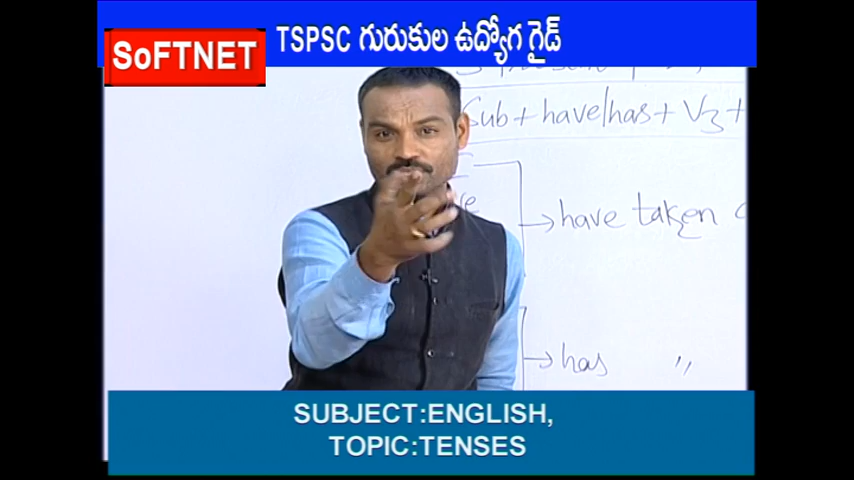 TSPSC గురుకుల ఉద్యోగ గైడ్
SoFTNET
Sub + have/has + V3 +
have taken
has "
SUBJECT:ENGLISH,
TOPIC:TENSES